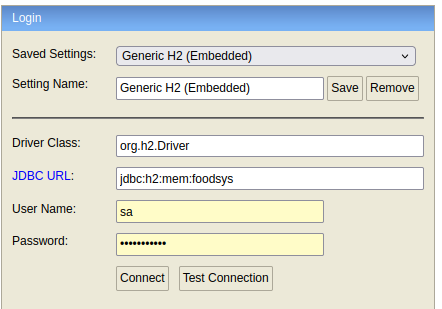 Login
Saved Settings: Generic H2 (Embedded)
Setting Name: Generic H2 (Embedded) Save Remove
Driver Class: org.h2.Driver
JDBC URL: jdbc:h2:mem:foodsys
User Name: sa
Password: •••••••••••
Connect Test Connection